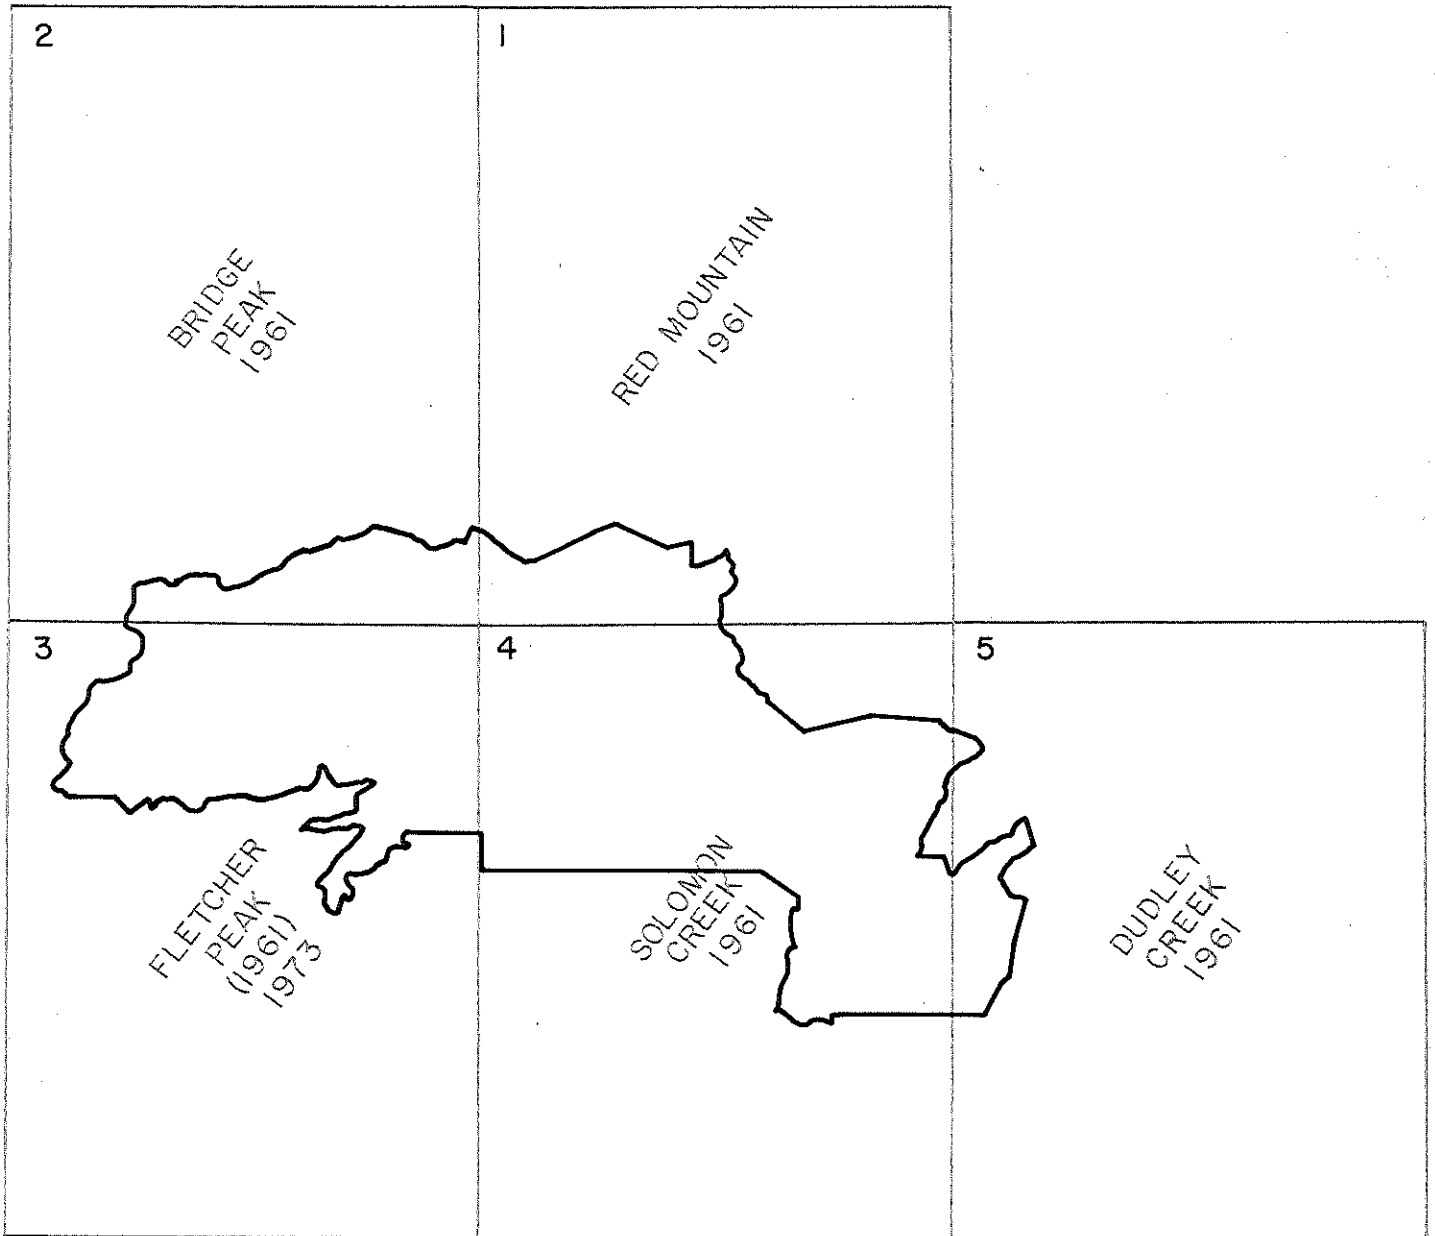 2
1
BRIDGE
PEAK
1961
RED MOUNTAIN
1961
3
4
5
FLETCHER
PEAK
(1961)
1973
SOLOMON
CREEK
1961
DUDLEY
CREEK
1961